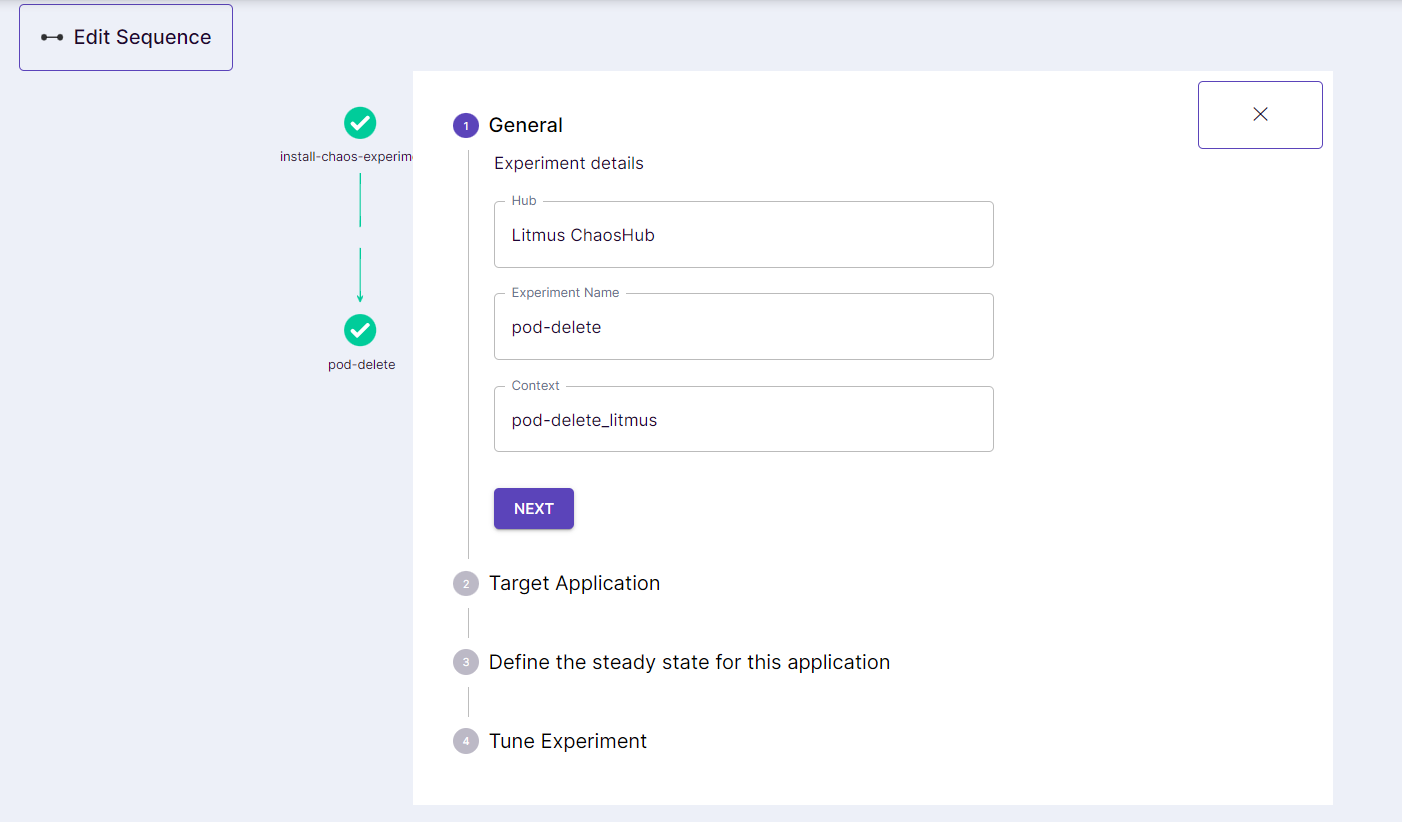 Edit Sequence
install-chaos-experim
pod-delete
1 General
Experiment details
Hub
Litmus ChaosHub
Experiment Name
pod-delete
Context
pod-delete_litmus
NEXT
2 Target Application
3 Define the steady state for this application
4 Tune Experiment